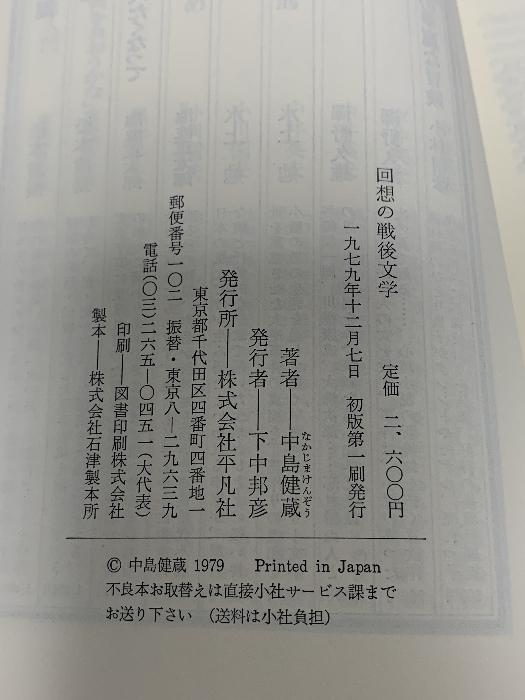 回想の戦後文学　定価 二、六〇〇円
一九七九年十二月七日　初版第一刷発行
著者――中島健蔵
なかじまけんぞう
発行者――下中邦彦
発行所――株式会社平凡社
東京都千代田区四番町四番地一
郵便番号一〇二　振替・東京八―二九六三九
電話(〇三)二六五―〇四五一(大代表)
印刷――図書印刷株式会社
製本――株式会社石津製本所
© 中島健蔵 1979　Printed in Japan
不良本お取替えは直接小社サービス課まで
お送り下さい （送料は小社負担）